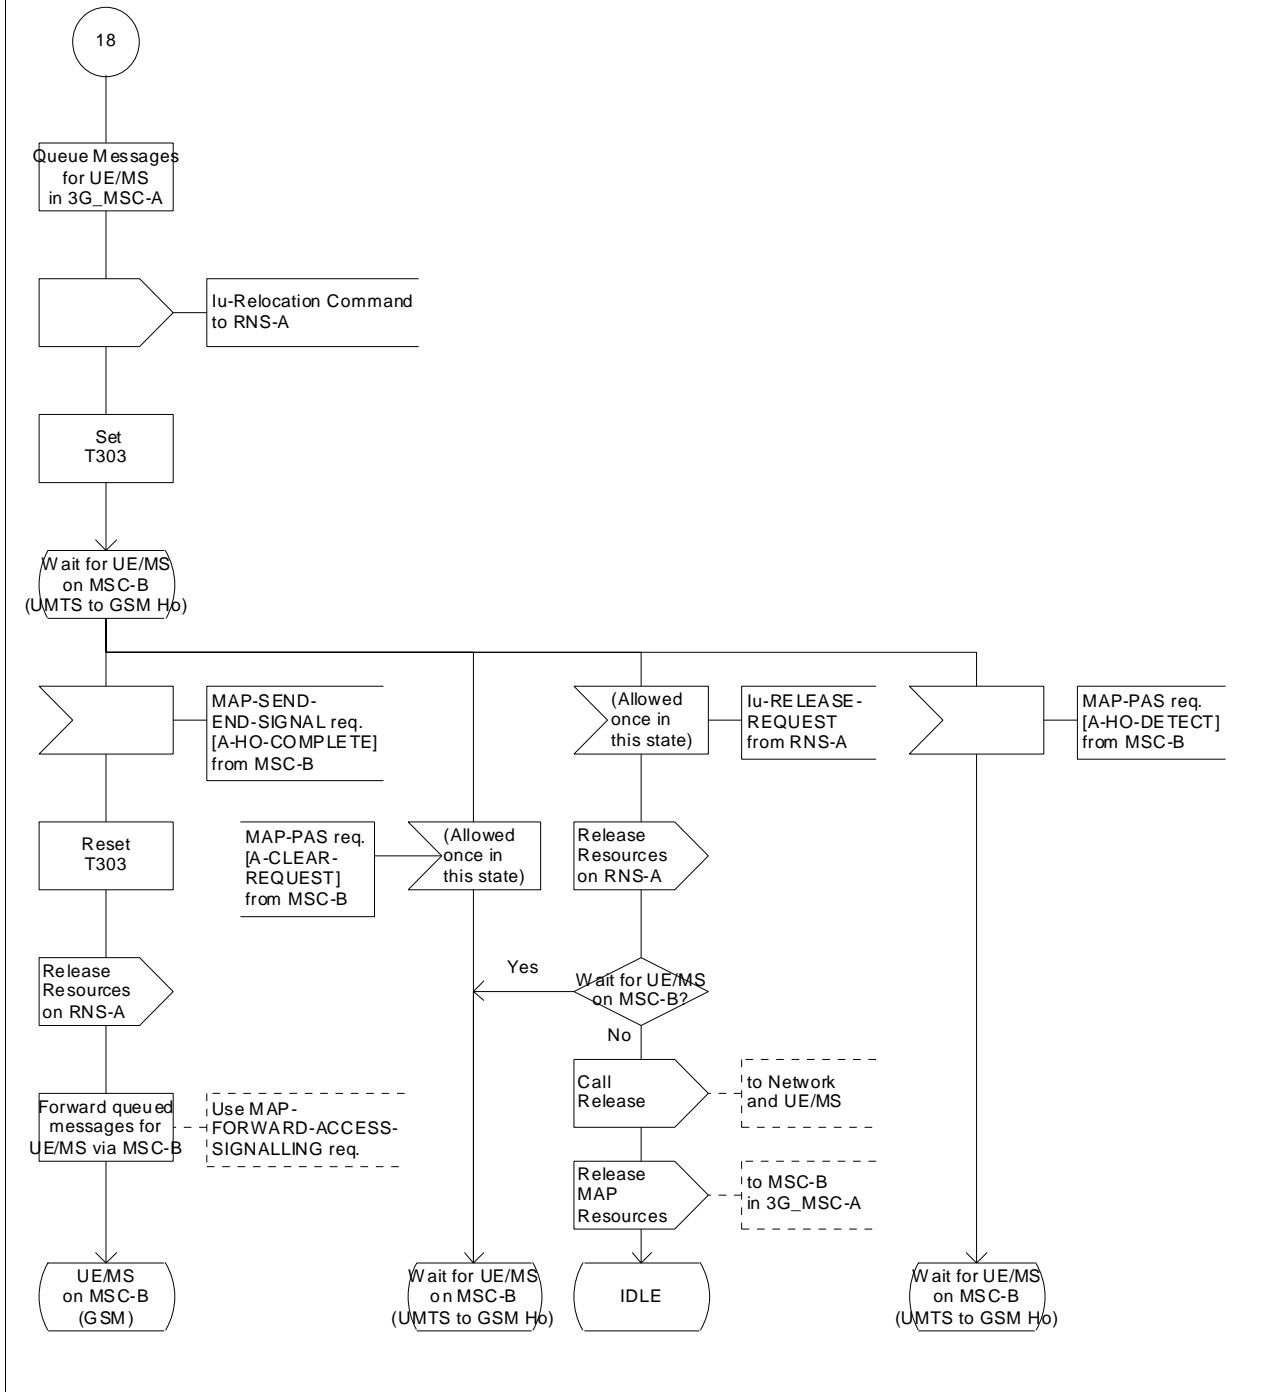 18
Queue Messages
for UE/MS
in 3G_MSC-A
Iu-Relocation Command
to RNS-A
Set
T303
Wait for UE/MS
on MSC-B
(UMTS to GSM Ho)
MAP-SEND-
END-SIGNAL req.
[A-HO-COMPLETE]
from MSC-B
(Allowed
once in
this state)
Iu-RELEASE-
REQUEST
from RNS-A
MAP-PAS req.
[A-HO-DETECT]
from MSC-B
Reset
T303
MAP-PAS req.
[A-CLEAR-
REQUEST]
from MSC-B
(Allowed
once in
this state)
Release
Resources
on RNS-A
Release
Resources
on RNS-A
Yes
Wait for UE/MS
on MSC-B?
No
Forward queued
messages for
UE/MS via MSC-B
Use MAP-
FORWARD-ACCESS-
SIGNALLING req.
Call
Release
to Network
and UE/MS
Release
MAP
Resources
to MSC-B
in 3G_MSC-A
UE/MS
on MSC-B
(GSM)
Wait for UE/MS
on MSC-B
(UMTS to GSM Ho)
IDLE
Wait for UE/MS
on MSC-B
(UMTS to GSM Ho)